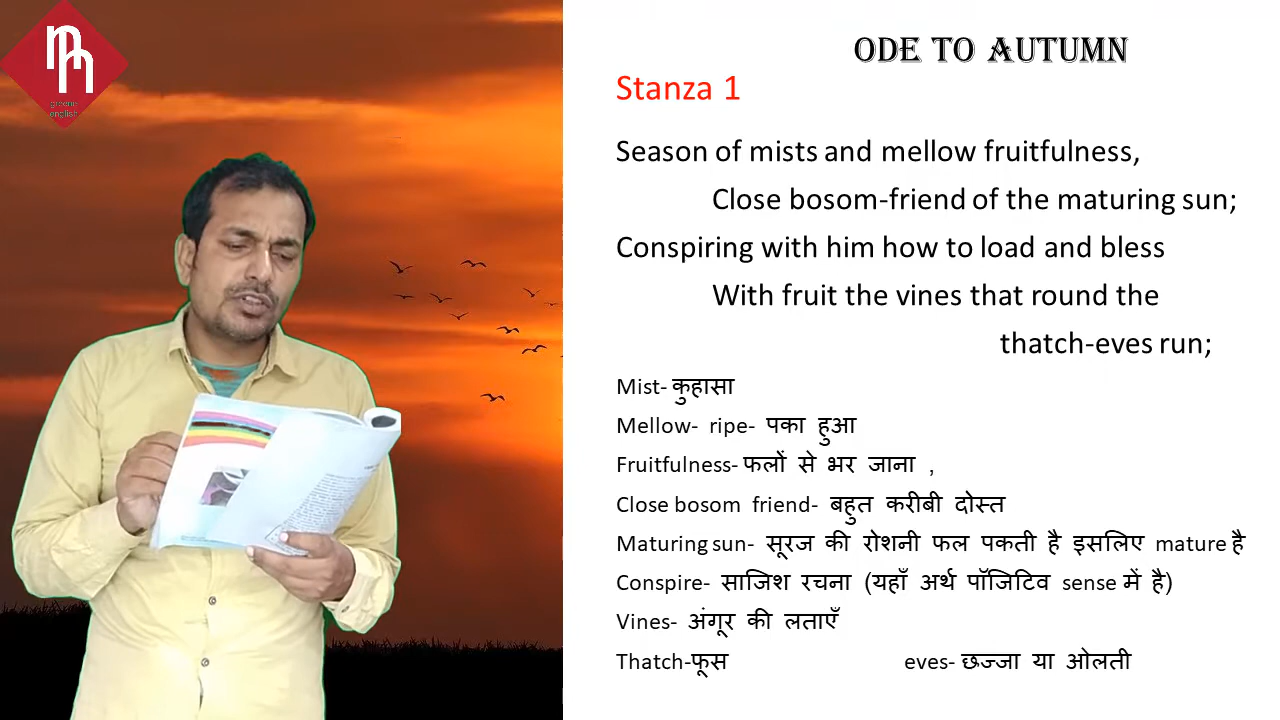 greene
english
ODE TO AUTUMN
Stanza 1
Season of mists and mellow fruitfulness,
Close bosom-friend of the maturing sun;
Conspiring with him how to load and bless
With fruit the vines that round the
thatch-eves run;
Mist- कुहासा
Mellow- ripe- पका हुआ
Fruitfulness- फलों से भर जाना ,
Close bosom friend- बहुत करीबी दोस्त
Maturing sun- सूरज की रोशनी फल पकती है इसलिए mature है
Conspire- साजिश रचना (यहाँ अर्थ पॉजिटिव sense में है)
Vines- अंगूर की लताएँ
Thatch-फूस eves- छज्जा या ओलती